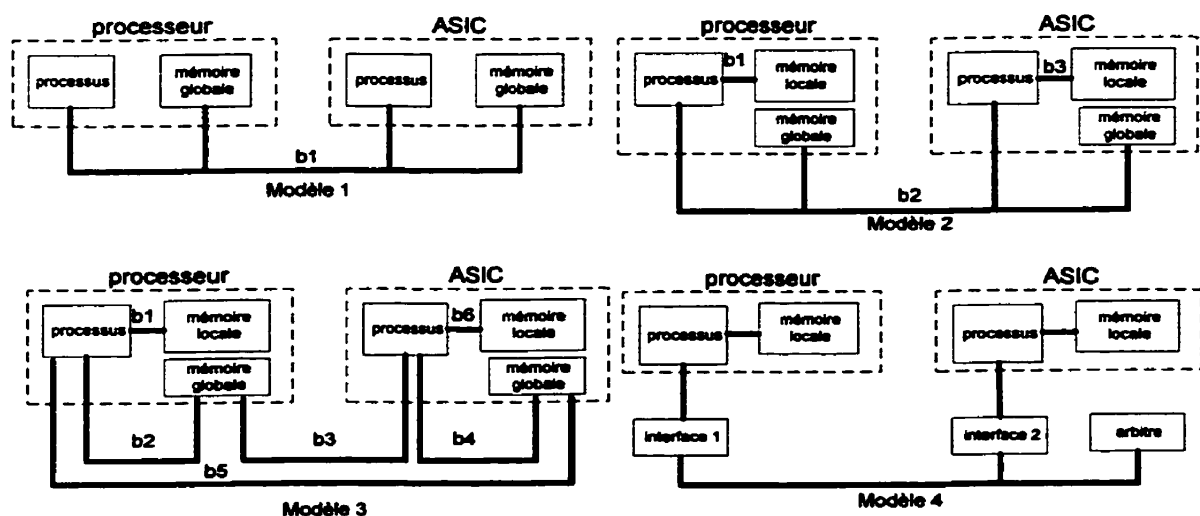 processeur
ASIC
processus
mémoire
globale
processus
mémoire
globale
b1
Modèle 1
processeur
ASIC
processus
b1
mémoire
locale
mémoire
globale
processus
b3
mémoire
locale
mémoire
globale
b2
Modèle 2
processeur
ASIC
processus
b1
mémoire
locale
mémoire
globale
processus
b6
mémoire
locale
mémoire
globale
b2
b3
b4
b5
Modèle 3
processeur
ASIC
processus
mémoire
locale
processus
mémoire
locale
interface 1
interface 2
arbitre
Modèle 4